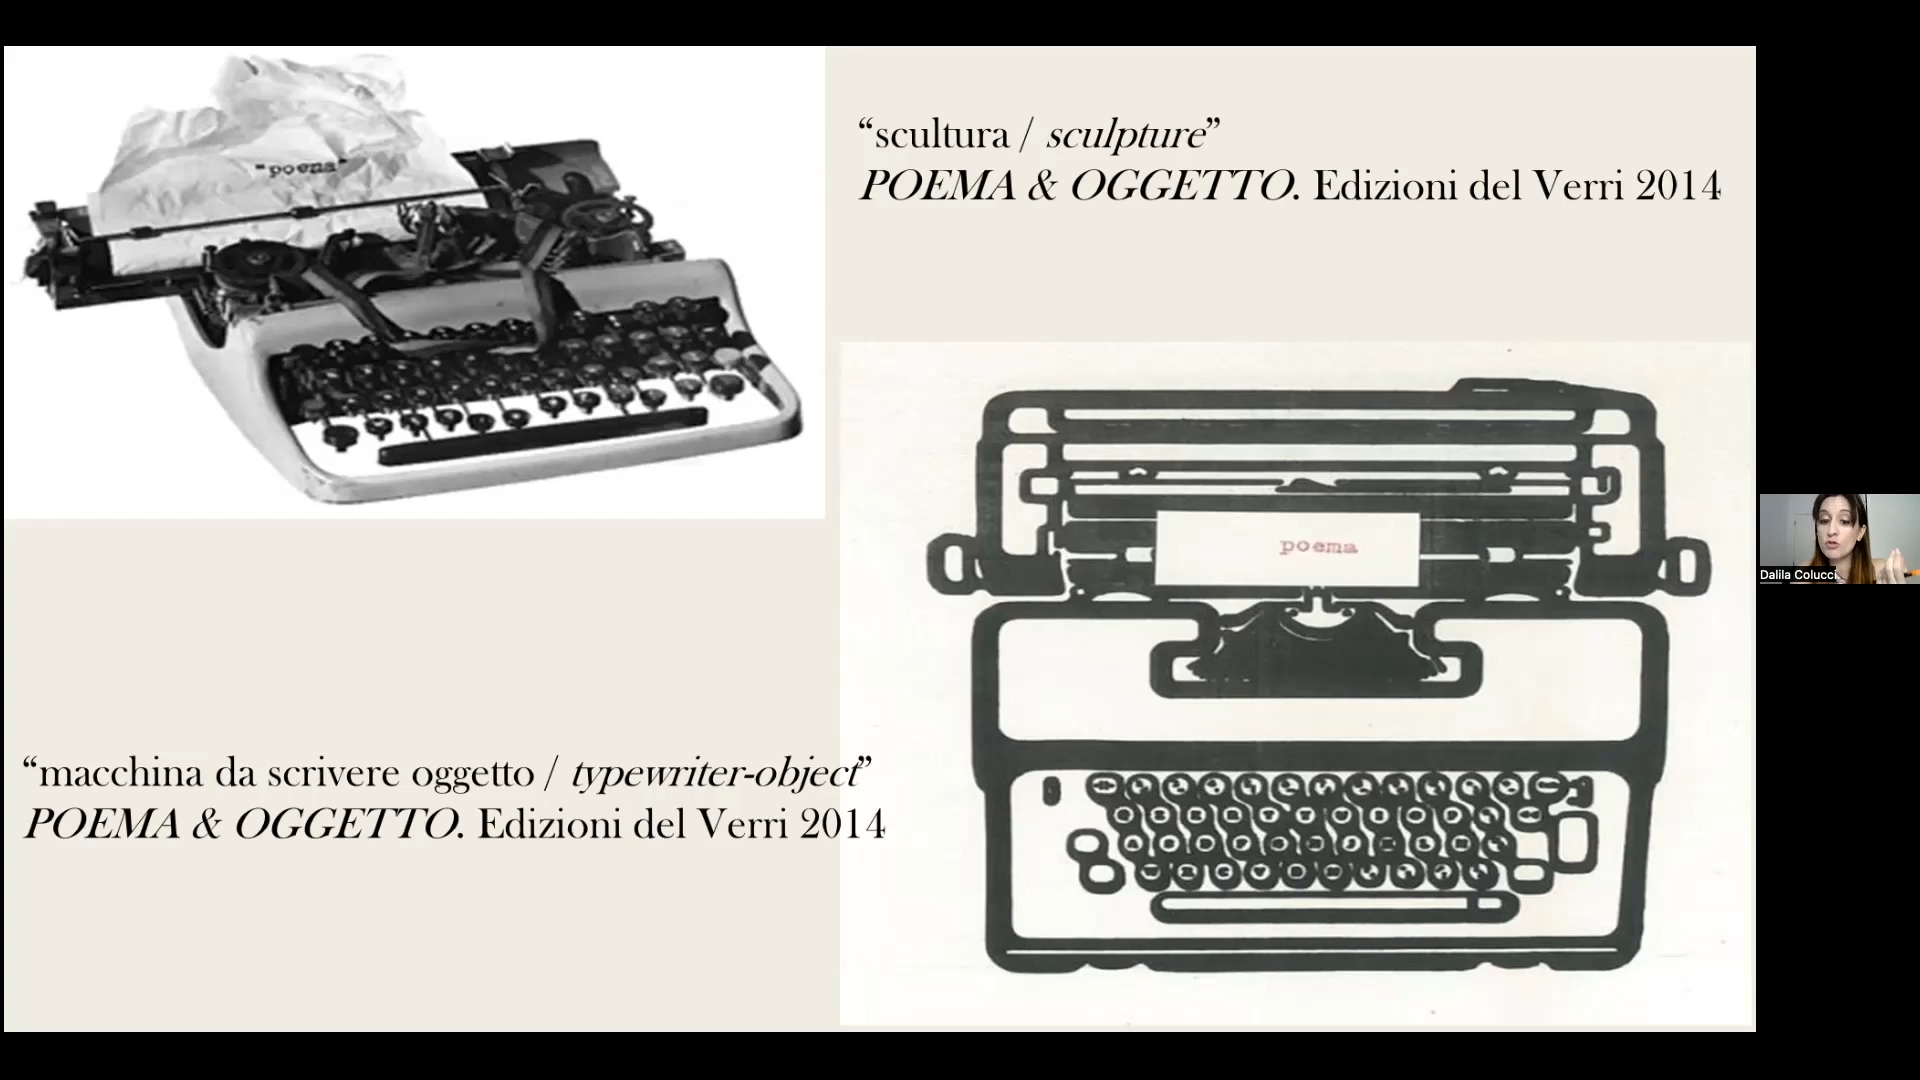 "poema"
“scultura / sculpture”
POEMA & OGGETTO. Edizioni del Verri 2014
poema
“macchina da scrivere oggetto / typewriter-object”
POEMA & OGGETTO. Edizioni del Verri 2014
Dalila Colucci